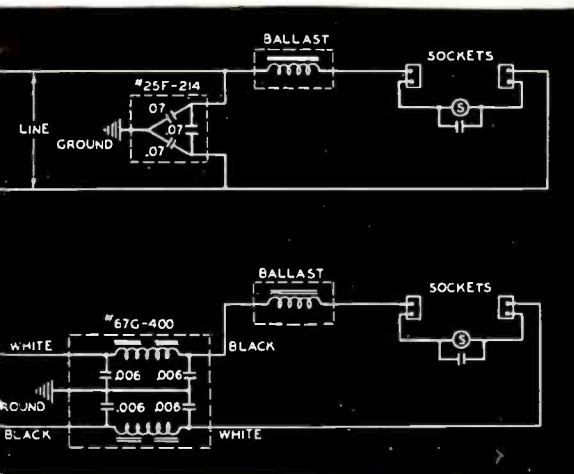 BALLAST
SOCKETS
#25F-214
.07
.07
.07
LINE
GROUND
S
BALLAST
SOCKETS
#67G-400
WHITE
BLACK
S
.006 .006
ROUND
.006 .006
BLACK
WHITE